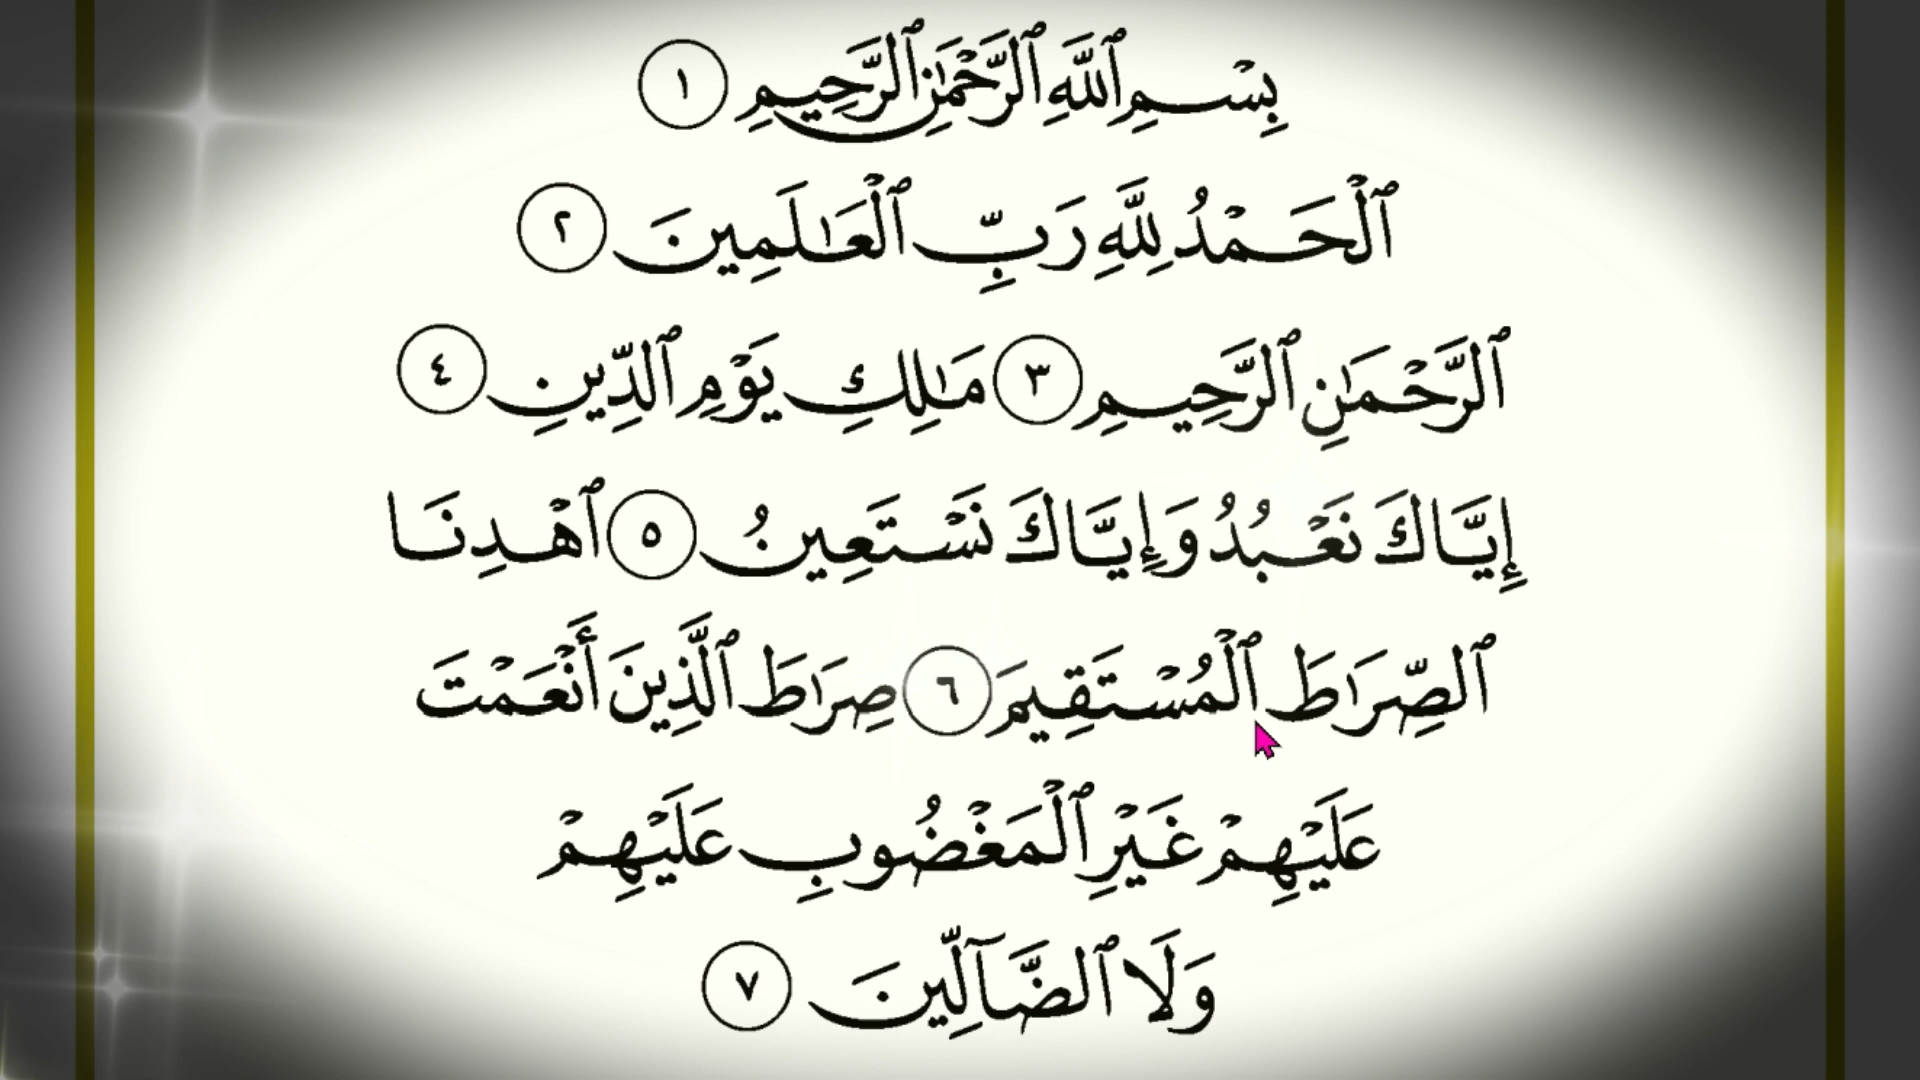 بِسْمِ ٱللَّهِ ٱلرَّحْمَٰنِ ٱلرَّحِيمِ ١
ٱلْحَمْدُ لِلَّهِ رَبِّ ٱلْعَٰلَمِينَ ٢
ٱلرَّحْمَٰنِ ٱلرَّحِيمِ ٣ مَٰلِكِ يَوْمِ ٱلدِّينِ ٤
إِيَّاكَ نَعْبُدُ وَإِيَّاكَ نَسْتَعِينُ ٥ ٱهْدِنَا
ٱلصِّرَٰطَ ٱلْمُسْتَقِيمَ ٦ صِرَٰطَ ٱلَّذِينَ أَنْعَمْتَ
عَلَيْهِمْ غَيْرِ ٱلْمَغْضُوبِ عَلَيْهِمْ
وَلَا ٱلضَّآلِّينَ ٧